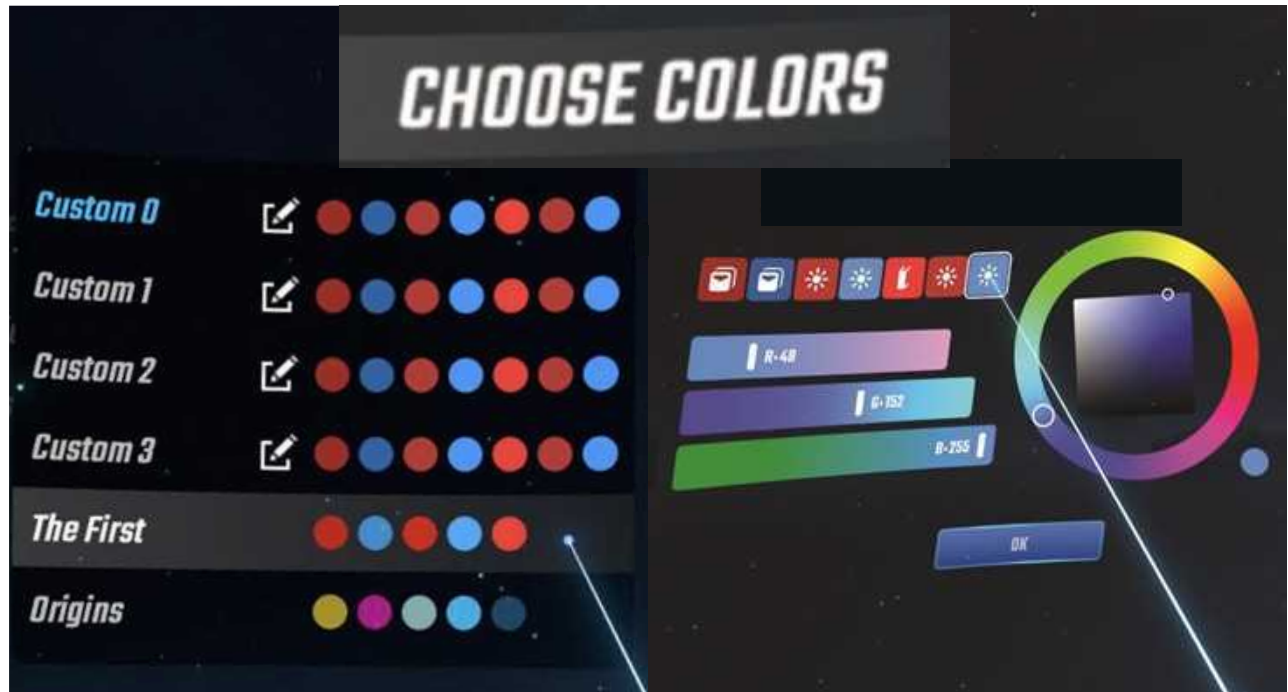 CHOOSE COLORS
Custom 0
Custom 1
Custom 2
Custom 3
The First
Origins
R·48
G·152
B·255
OK